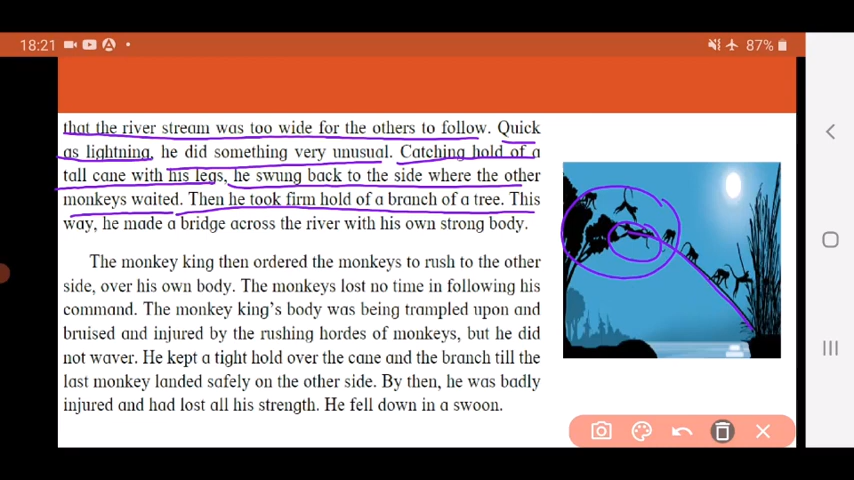 18:21
87%
that the river stream was too wide for the others to follow. Quick
as lightning, he did something very unusual. Catching hold of a
tall cane with his legs, he swung back to the side where the other
monkeys waited. Then he took firm hold of a branch of a tree. This
way, he made a bridge across the river with his own strong body.
The monkey king then ordered the monkeys to rush to the other
side, over his own body. The monkeys lost no time in following his
command. The monkey king's body was being trampled upon and
bruised and injured by the rushing hordes of monkeys, but he did
not waver. He kept a tight hold over the cane and the branch till the
last monkey landed safely on the other side. By then, he was badly
injured and had lost all his strength. He fell down in a swoon.